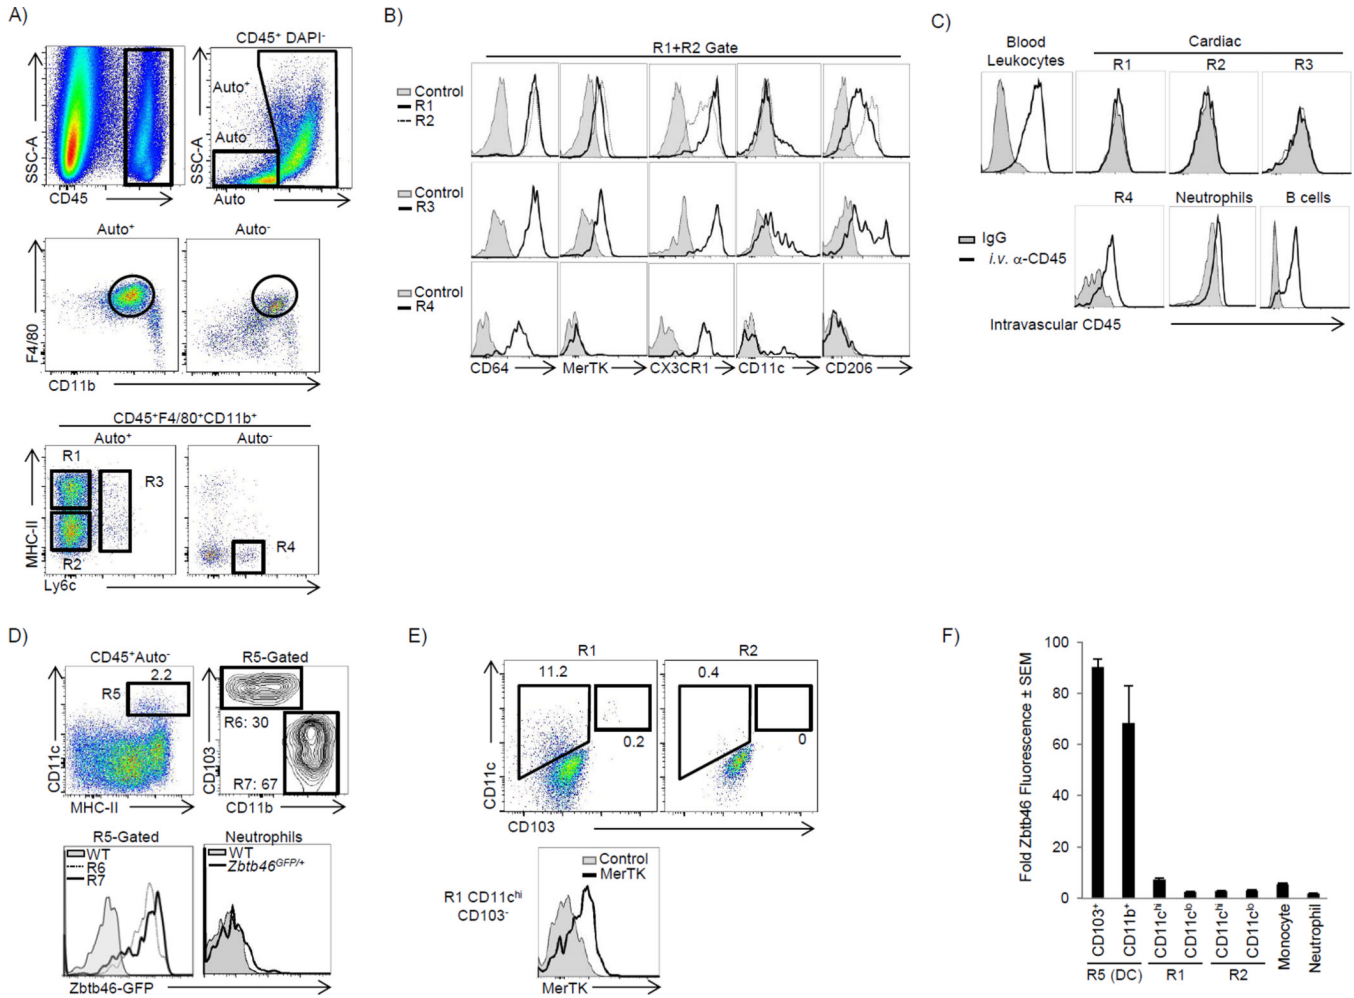 A)
SSC-A
CD45
CD45⁺ DAPI⁻
Auto⁺
Auto⁻
SSC-A
Auto
Auto⁺
Auto⁻
F4/80
CD11b
CD45⁺F4/80⁺CD11b⁺
Auto⁺
Auto⁻
R1
R3
R2
R4
MHC-II
Ly6c
B)
R1+R2 Gate
Control
R1
R2
Control
R3
Control
R4
CD64
MerTK
CX3CR1
CD11c
CD206
C)
Blood
Leukocytes
Cardiac
R1
R2
R3
R4
Neutrophils
B cells
IgG
i.v. α-CD45
Intravascular CD45
D)
CD45⁺Auto⁻
2.2
R5
CD11c
MHC-II
R5-Gated
R6: 30
R7: 67
CD103
CD11b
R5-Gated
WT
R6
R7
Neutrophils
WT
Zbtb46^GFP/+
Zbtb46-GFP
E)
R1
R2
11.2
0.2
0.4
0
CD11c
CD103
Control
MerTK
R1 CD11cʰⁱ
CD103⁻
MerTK
F)
Fold Zbtb46 Fluorescence ± SEM
100
80
60
40
20
0
CD103⁺
CD11b⁺
CD11cʰⁱ
CD11cˡᵒ
CD11cʰⁱ
CD11cˡᵒ
Monocyte
Neutrophil
R5 (DC)
R1
R2